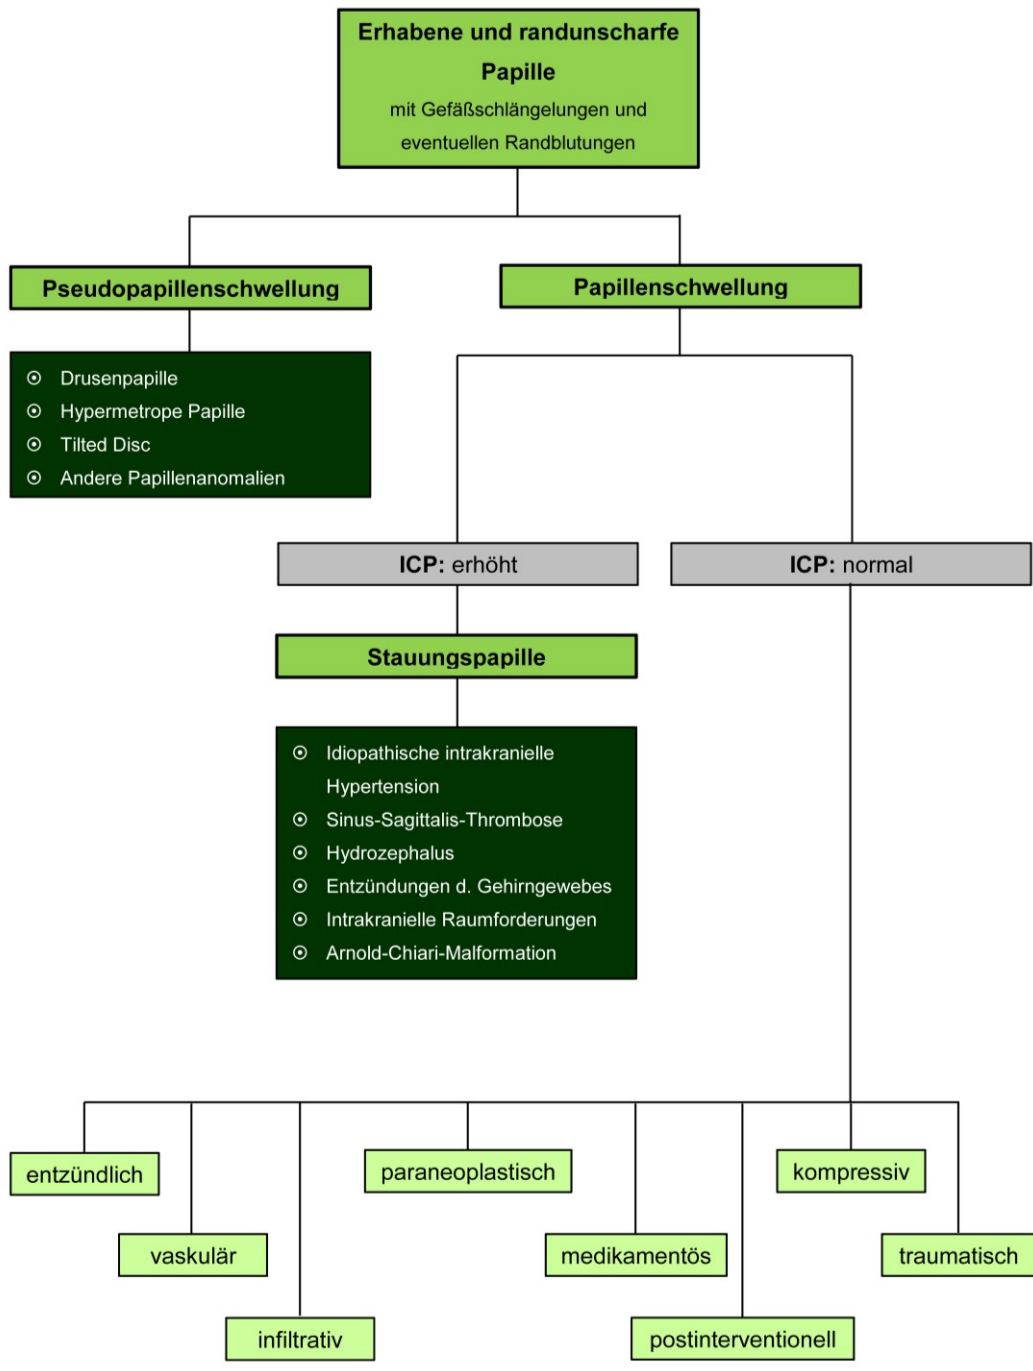 Erhabene und randunscharfe
Papille
mit Gefäßschlängelungen und
eventuellen Randblutungen
Pseudopapillenschwellung
Papillenschwellung
Drusenpapille
Hypermetrope Papille
Tilted Disc
Andere Papillenanomalien
ICP: erhöht
ICP: normal
Stauungspapille
Idiopathische intrakranielle
Hypertension
Sinus-Sagittalis-Thrombose
Hydrozephalus
Entzündungen d. Gehirngewebes
Intrakranielle Raumforderungen
Arnold-Chiari-Malformation
entzündlich
paraneoplastisch
kompressiv
vaskulär
medikamentös
traumatisch
infiltrativ
postinterventionell